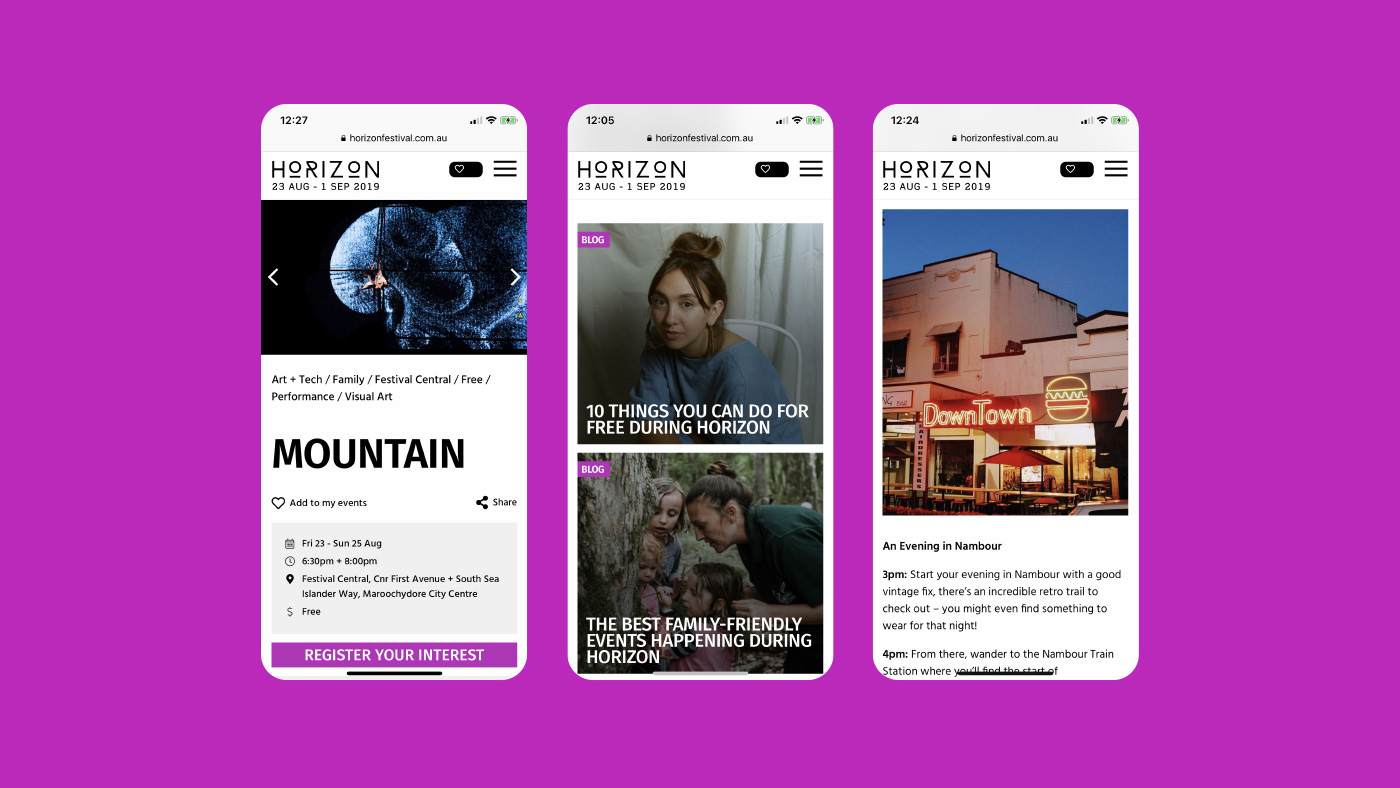 12:27
horizonfestival.com.au
HORIZON
23 AUG - 1 SEP 2019
Art + Tech / Family / Festival Central / Free /
Performance / Visual Art
MOUNTAIN
Add to my events
Share
Fri 23 - Sun 25 Aug
6:30pm + 8:00pm
Festival Central, Cnr First Avenue + South Sea
Islander Way, Maroochydore City Centre
Free
REGISTER YOUR INTEREST
12:05
horizonfestival.com.au
HORIZON
23 AUG - 1 SEP 2019
BLOG
10 THINGS YOU CAN DO FOR
FREE DURING HORIZON
BLOG
THE BEST FAMILY-FRIENDLY
EVENTS HAPPENING DURING
HORIZON
12:24
horizonfestival.com.au
HORIZON
23 AUG - 1 SEP 2019
BAR
DownTown
HAIRDRESSERS
An Evening in Nambour
3pm: Start your evening in Nambour with a good
vintage fix, there's an incredible retro trail to
check out – you might even find something to
wear for that night!
4pm: From there, wander to the Nambour Train
Station where you'll find the start of